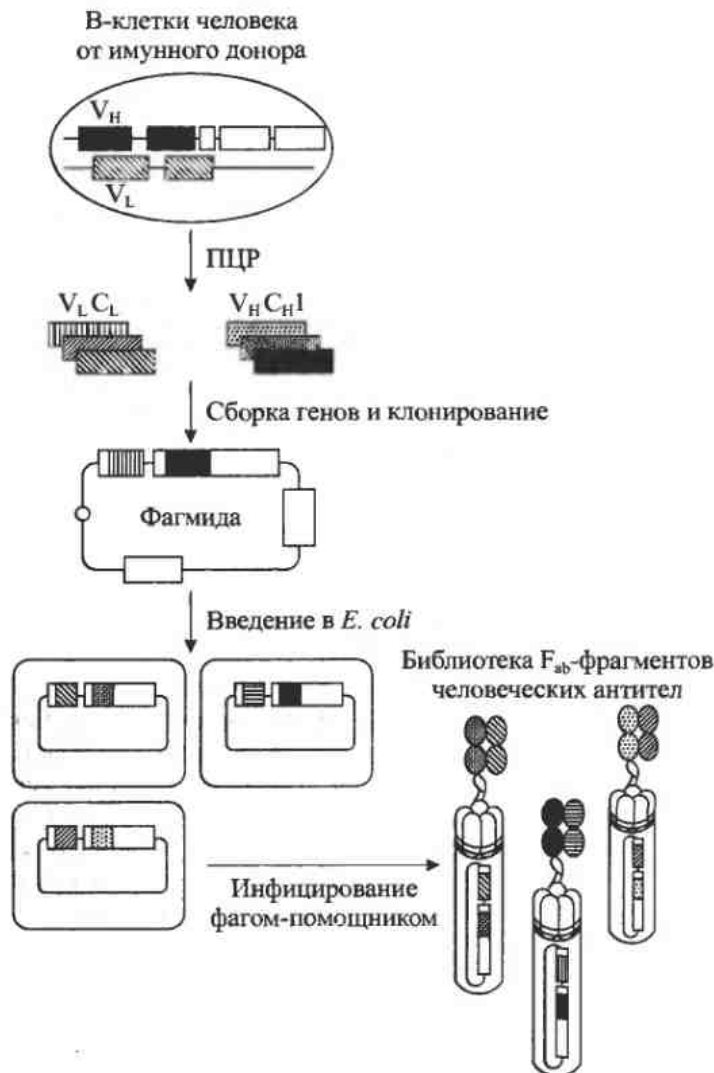 В-клетки человека
от имунного донора
V_H
V_L
ПЦР
V_L C_L
V_H C_H1
Сборка генов и клонирование
Фагмида
Введение в E. coli
Библиотека F_ab-фрагментов
человеческих антител
Инфицирование
фагом-помощником